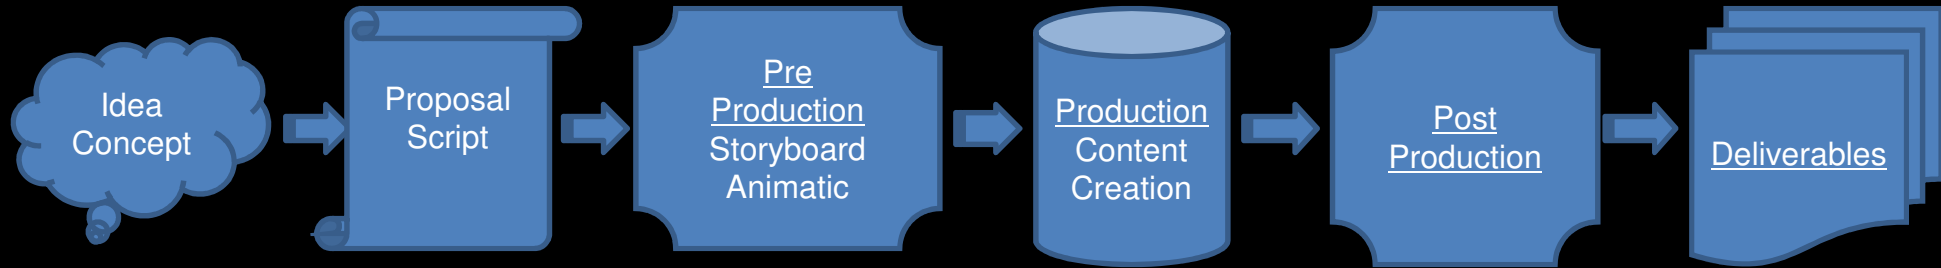 Idea
Concept
Proposal
Script
Pre
Production
Storyboard
Animatic
Production
Content
Creation
Post
Production
Deliverables